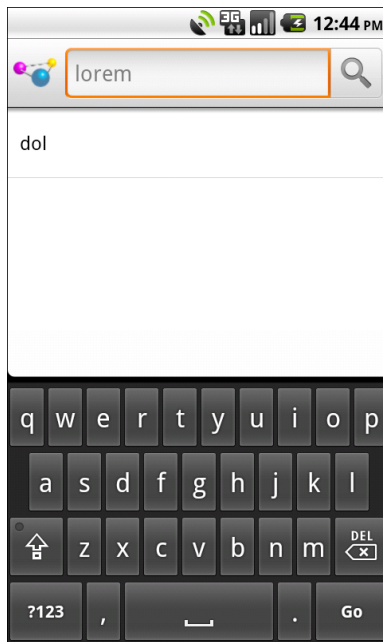 3G 12:44 PM
lorem
dol
q w e r t y u i o p
a s d f g h j k l
z x c v b n m DEL
?123 , . Go